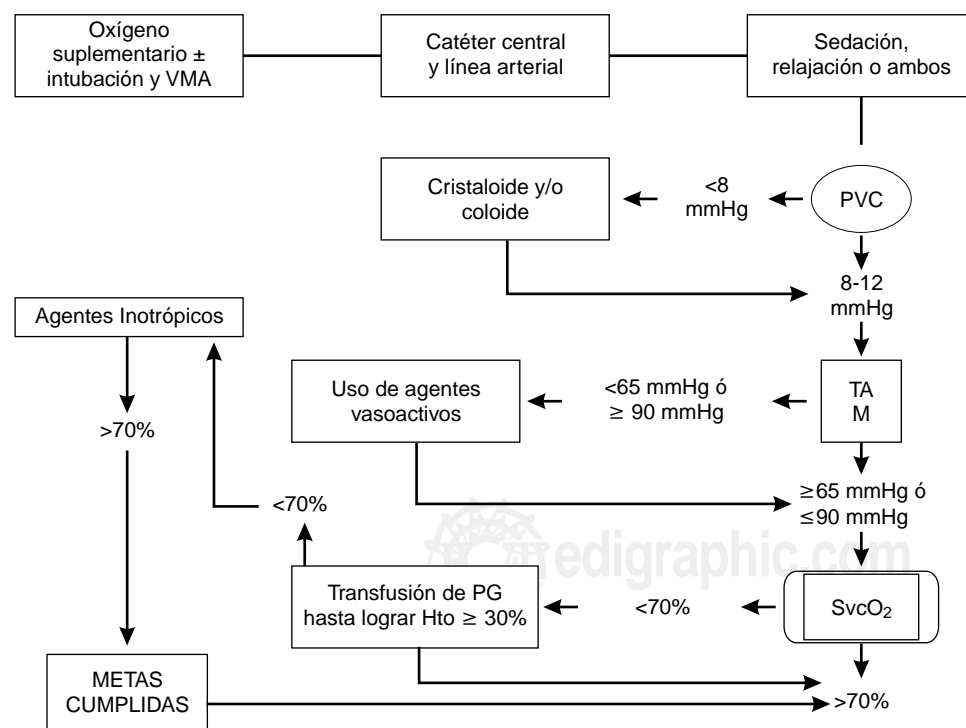 Oxígeno
suplementario ±
intubación y VMA
Catéter central
y línea arterial
Sedación,
relajación o ambos
Cristaloide y/o
coloide
<8
mmHg
PVC
8-12
mmHg
Agentes Inotrópicos
Uso de agentes
vasoactivos
<65 mmHg ó
≥ 90 mmHg
TA
M
>70%
≥65 mmHg ó
≤90 mmHg
<70%
edigraphic.com
Transfusión de PG
hasta lograr Hto ≥ 30%
<70%
SvcO₂
METAS
CUMPLIDAS
>70%